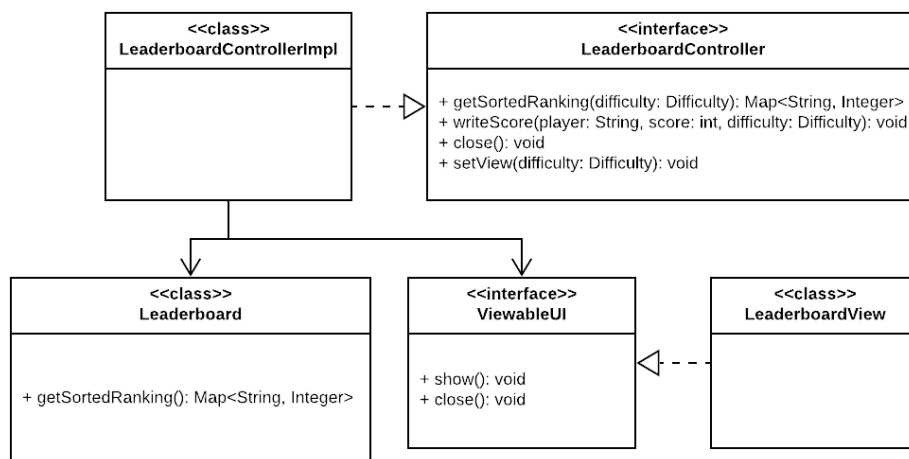 <<class>>
LeaderboardControllerImpl
<<interface>>
LeaderboardController
+ getSortedRanking(difficulty: Difficulty): Map<String, Integer>
+ writeScore(player: String, score: int, difficulty: Difficulty): void
+ close(): void
+ setView(difficulty: Difficulty): void
<<class>>
Leaderboard
+ getSortedRanking(): Map<String, Integer>
<<interface>>
ViewableUI
+ show(): void
+ close(): void
<<class>>
LeaderboardView